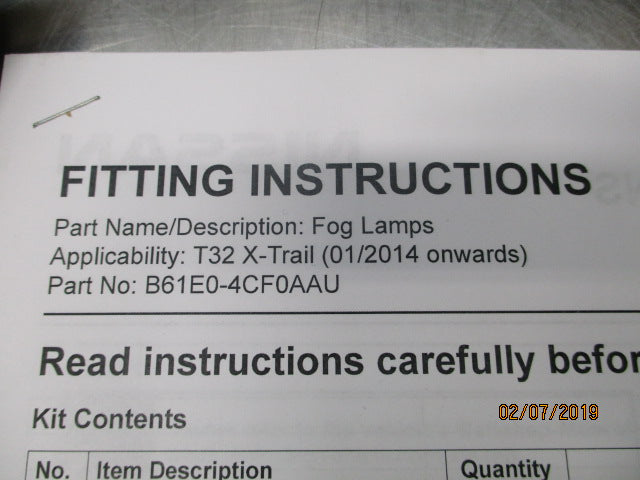 FITTING INSTRUCTIONS
Part Name/Description: Fog Lamps
Applicability: T32 X-Trail (01/2014 onwards)
Part No: B61E0-4CF0AAU
Read instructions carefully befor
Kit Contents
02/07/2019
No. Item Description Quantity